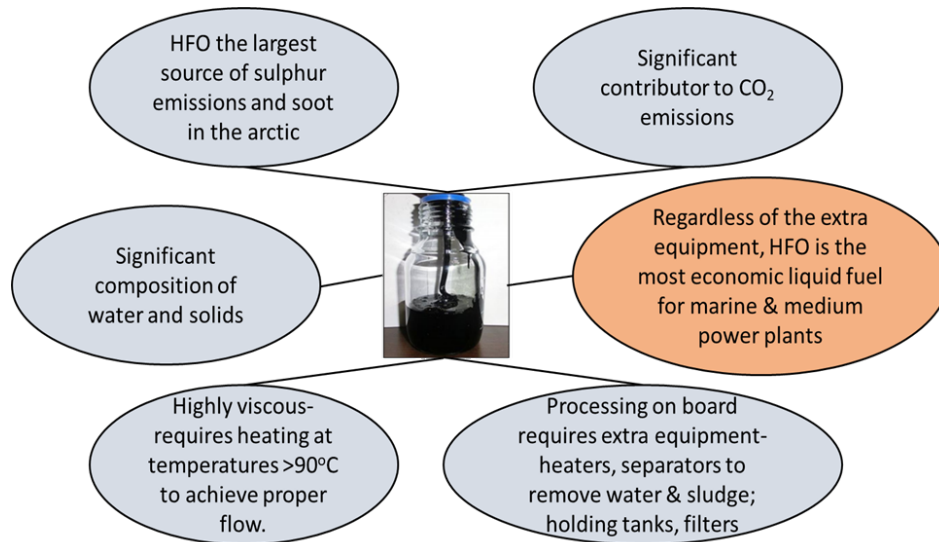 HFO the largest
source of sulphur
emissions and soot
in the arctic
Significant
contributor to CO₂
emissions
Significant
composition of
water and solids
Regardless of the extra
equipment, HFO is the
most economic liquid fuel
for marine & medium
power plants
Highly viscous-
requires heating at
temperatures >90⁰C
to achieve proper
flow.
Processing on board
requires extra equipment-
heaters, separators to
remove water & sludge;
holding tanks, filters